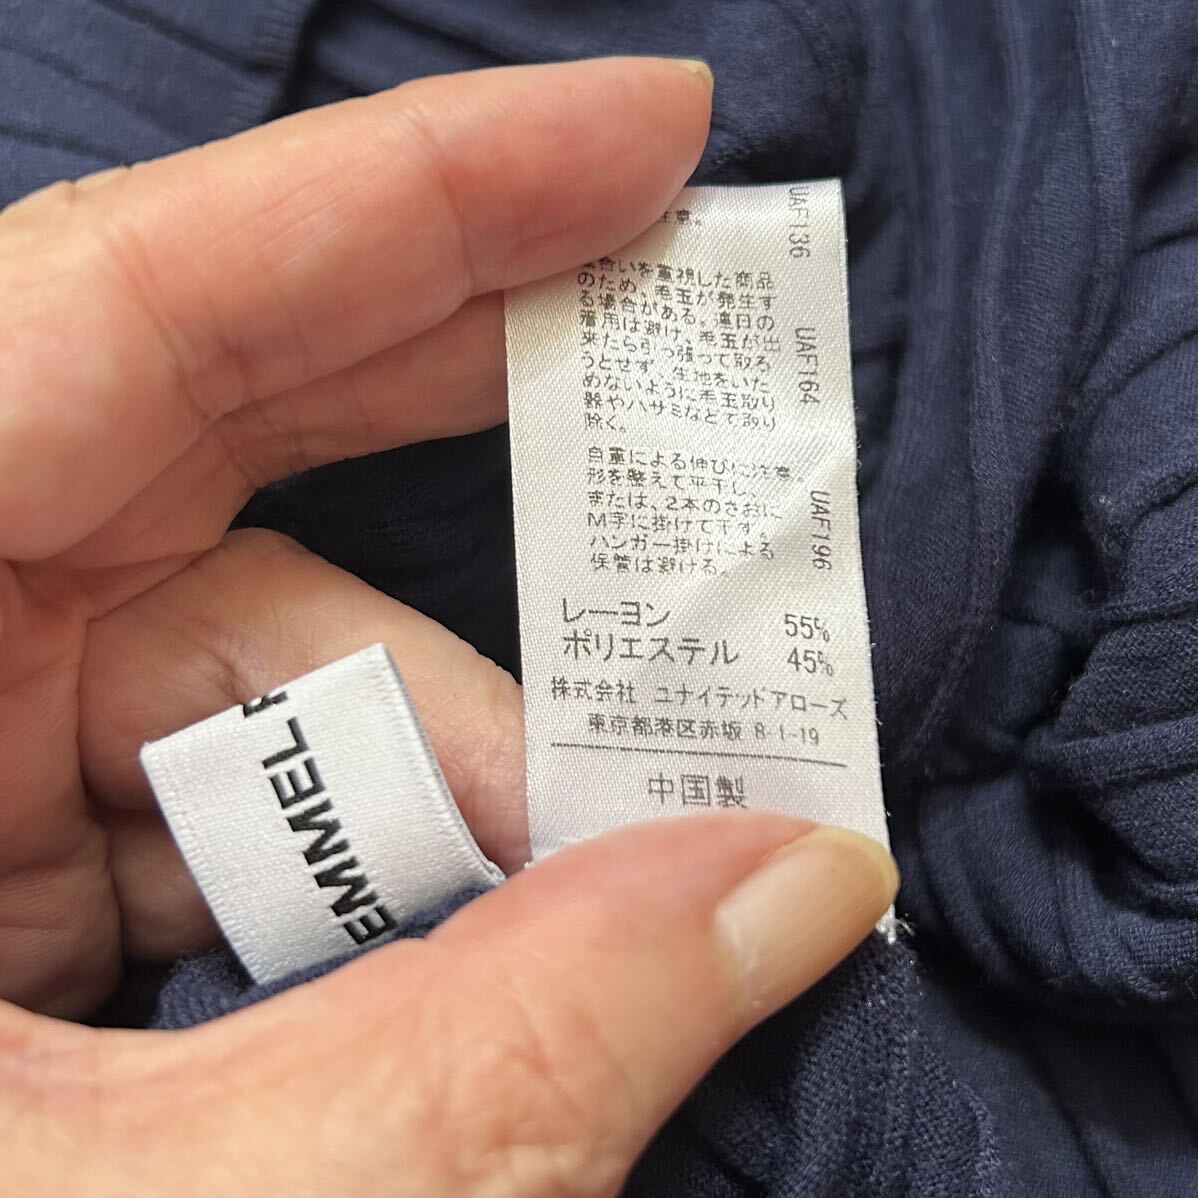 注意。
合いを重視した商品
のため、毛玉が発生す
る場合がある。連日の
着用は避け、毛玉が出
来たら引っ張って取ろ
うとせず、生地をいた
めないように毛玉取り
器やハサミなどで取り
除く。
自重による伸びに注意。
形を整えて平干し、
または、2本のさおに
M字に掛けて干す。
ハンガー掛けによる
保管は避ける。
レーヨン 55%
ポリエステル 45%
株式会社 ユナイテッドアローズ
東京都港区赤坂 8-1-19
中国製
UAF136 UAF164 UAF196
EMMEL